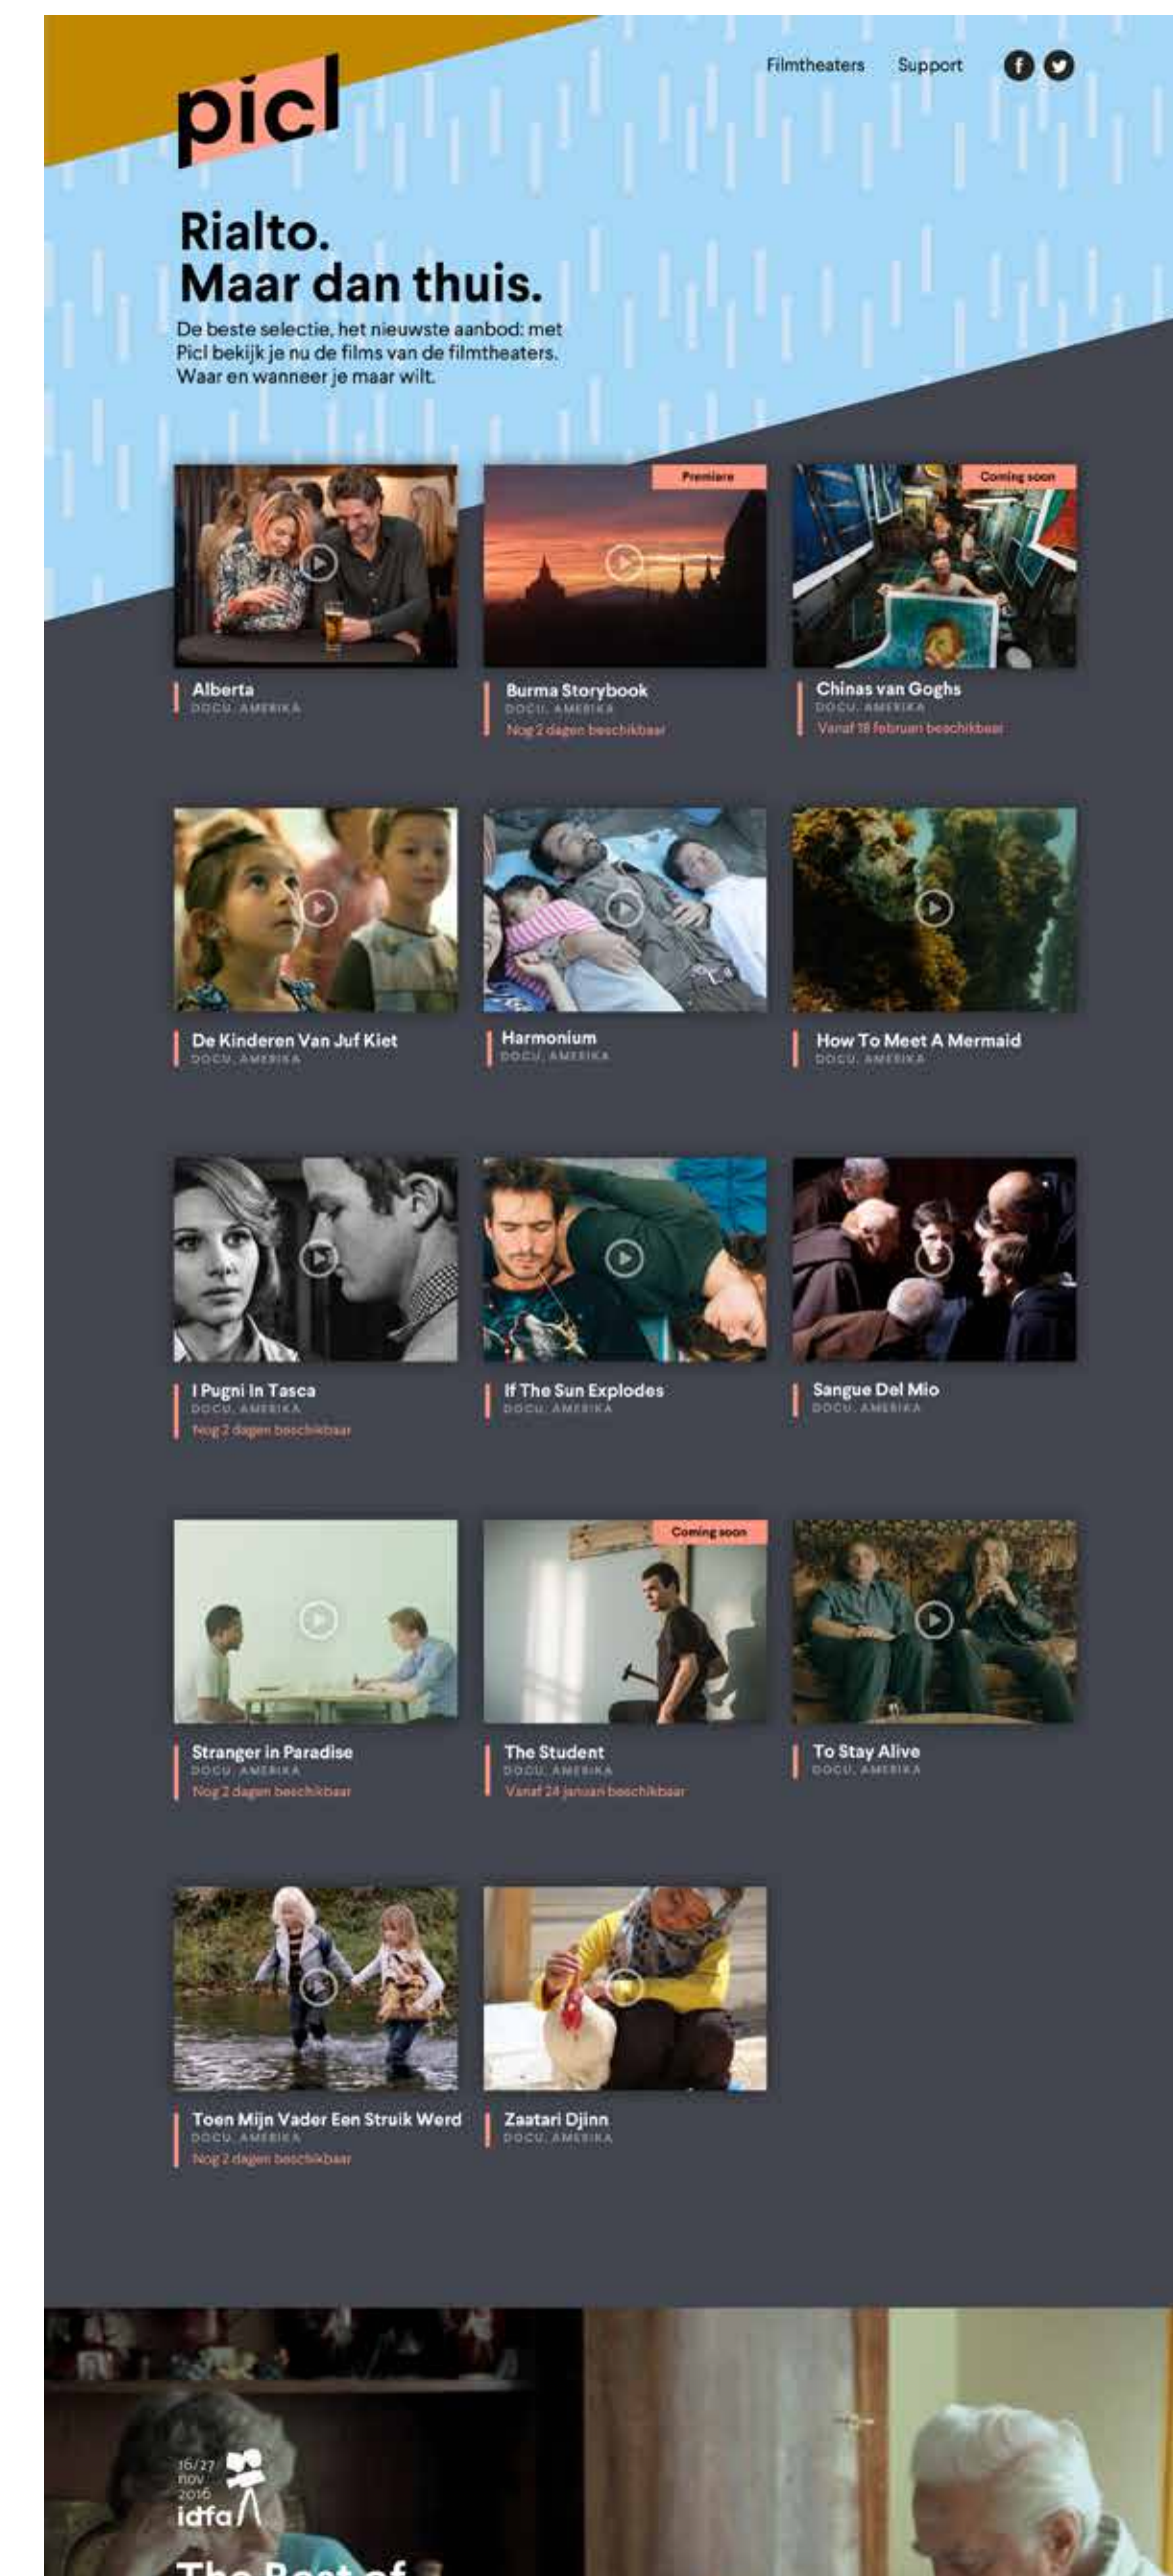 picl
Filmtheaters
Support
Rialto.
Maar dan thuis.
De beste selectie, het nieuwste aanbod: met
Picl bekijk je nu de films van de filmtheaters.
Waar en wanneer je maar wilt.
Premiere
Coming soon
Alberta
DOCU, AMERIKA
Burma Storybook
DOCU, AMERIKA
Nog 2 dagen beschikbaar
Chinas van Goghs
DOCU, AMERIKA
Vanaf 18 februari beschikbaar
De Kinderen Van Juf Kiet
DOCU, AMERIKA
Harmonium
DOCU, AMERIKA
How To Meet A Mermaid
DOCU, AMERIKA
I Pugni In Tasca
DOCU, AMERIKA
Nog 2 dagen beschikbaar
If The Sun Explodes
DOCU, AMERIKA
Sangue Del Mio
DOCU, AMERIKA
Coming soon
Stranger in Paradise
DOCU, AMERIKA
Nog 2 dagen beschikbaar
The Student
DOCU, AMERIKA
Vanaf 24 januari beschikbaar
To Stay Alive
DOCU, AMERIKA
Toen Mijn Vader Een Struik Werd
DOCU, AMERIKA
Nog 2 dagen beschikbaar
Zaatari Djinn
DOCU, AMERIKA
16/27
nov
2016
idfa
The Best of